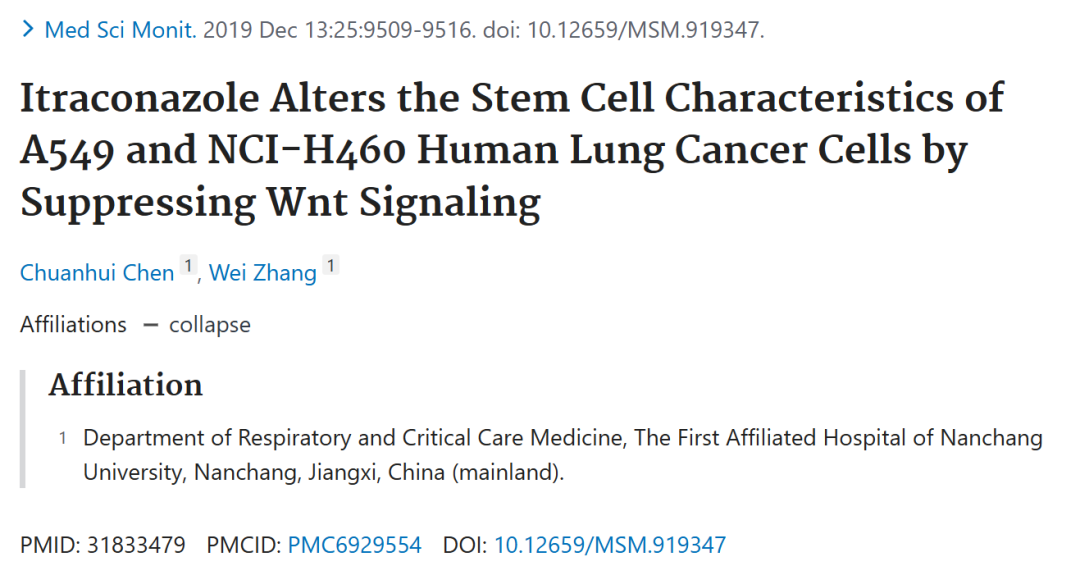 > Med Sci Monit. 2019 Dec 13:25:9509-9516. doi: 10.12659/MSM.919347.
Itraconazole Alters the Stem Cell Characteristics of
A549 and NCI-H460 Human Lung Cancer Cells by
Suppressing Wnt Signaling
Chuanhui Chen 1, Wei Zhang 1
Affiliations — collapse
Affiliation
1 Department of Respiratory and Critical Care Medicine, The First Affiliated Hospital of Nanchang
University, Nanchang, Jiangxi, China (mainland).
PMID: 31833479 PMCID: PMC6929554 DOI: 10.12659/MSM.919347